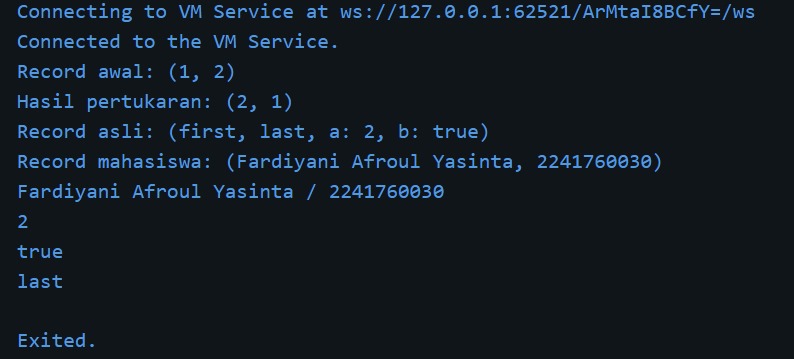 Connecting to VM Service at ws://127.0.0.1:62521/ArMtaI8BCfY=/ws
Connected to the VM Service.
Record awal: (1, 2)
Hasil pertukaran: (2, 1)
Record asli: (first, last, a: 2, b: true)
Record mahasiswa: (Fardiyani Afroul Yasinta, 2241760030)
Fardiyani Afroul Yasinta / 2241760030
2
true
last
Exited.